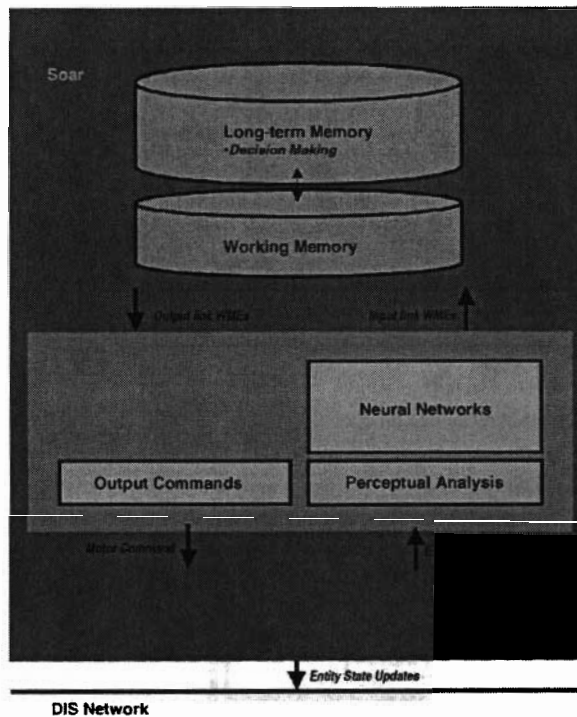 Soar
Long-term Memory
•Decision Making
Working Memory
Output link WMEs
Input link WMEs
Neural Networks
Output Commands
Perceptual Analysis
Motor Command
E
Entity State Updates
DIS Network